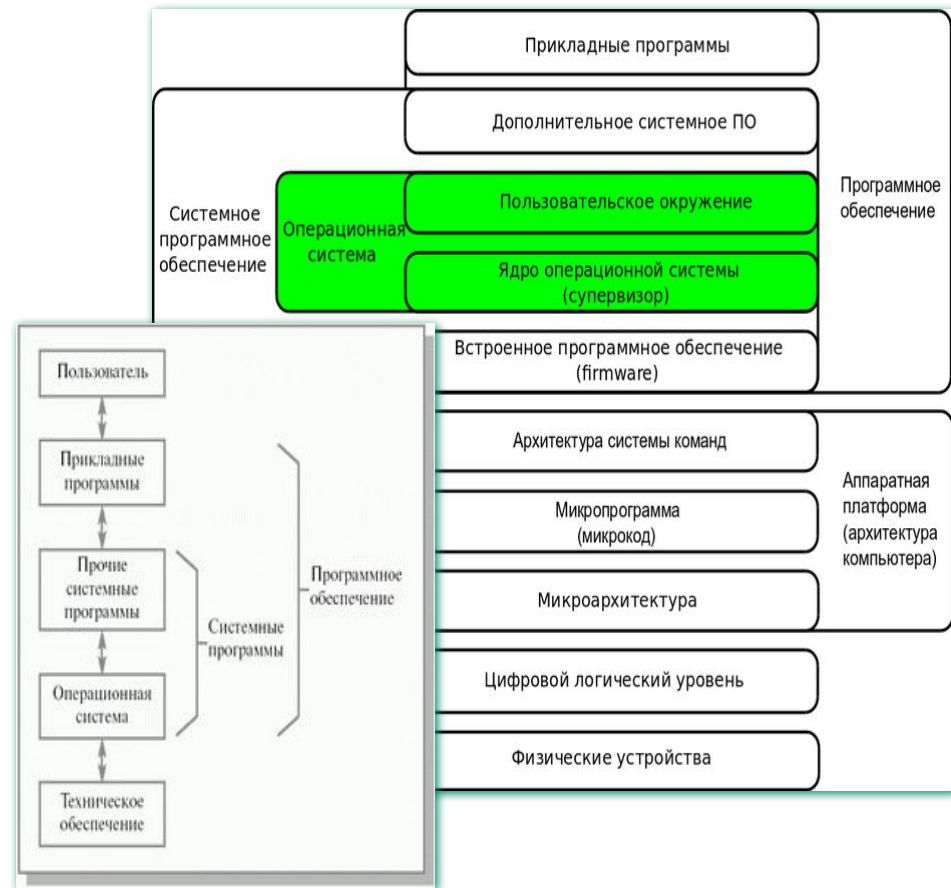 Прикладные программы
Дополнительное системное ПО
Пользовательское окружение
Ядро операционной системы
(супервизор)
Встроенное программное обеспечение
(firmware)
Архитектура системы команд
Микропрограмма
(микрокод)
Микроархитектура
Цифровой логический уровень
Физические устройства
Системное
программное
обеспечение
Операционная
система
Программное
обеспечение
Аппаратная
платформа
(архитектура
компьютера)
Пользователь
Прикладные
программы
Прочие
системные
программы
Операционная
система
Техническое
обеспечение
Системные
программы
Программное
обеспечение